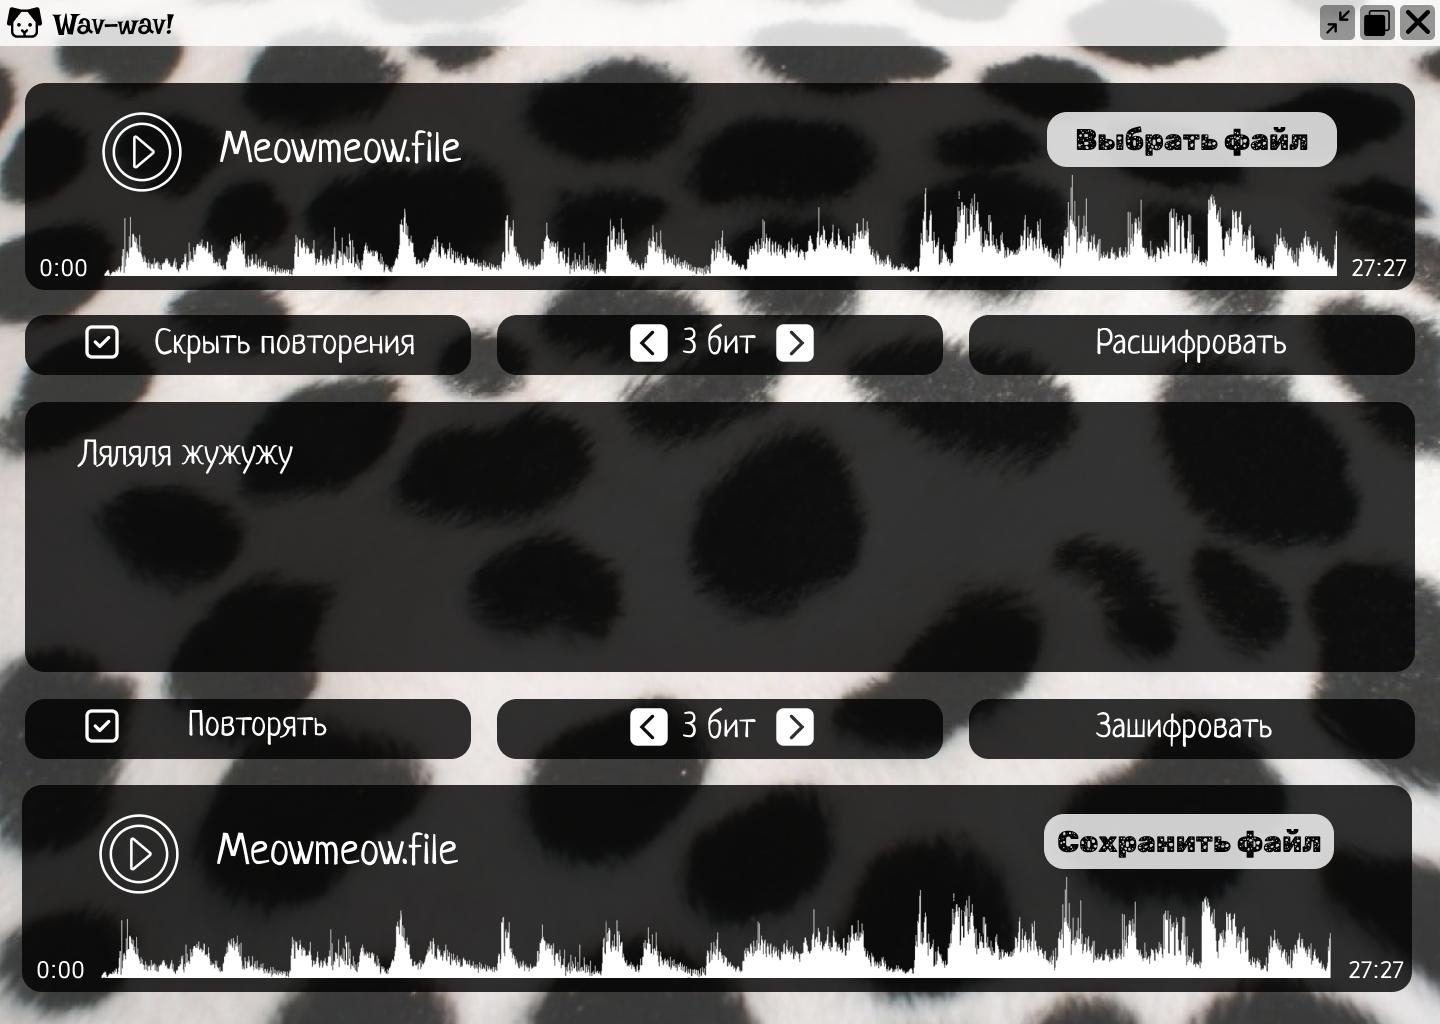 Wav-wav!
Meowmeow.file
Выбрать файл
0:00
27:27
Скрыть повторения
3 бит
Расшифровать
Ляляля жужужу
Повторять
3 бит
Зашифровать
Meowmeow.file
Сохранить файл
0:00
27:27